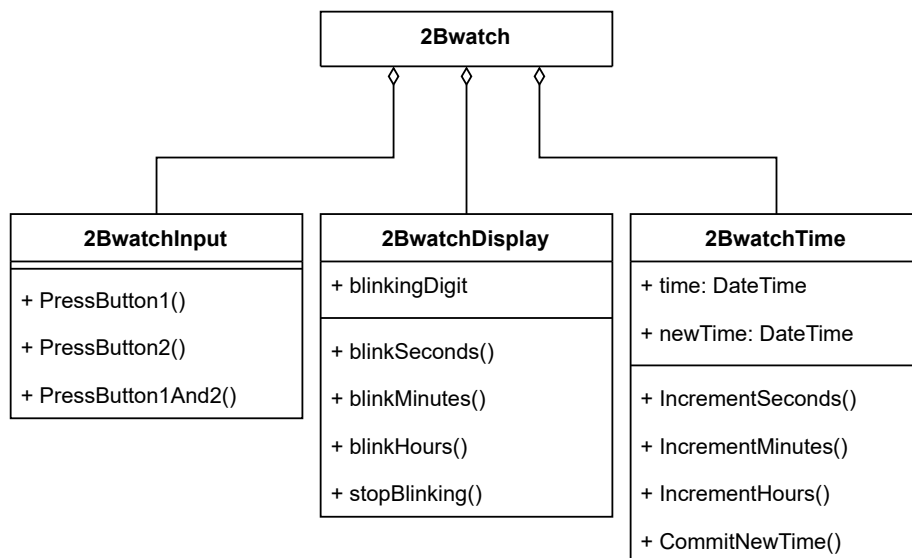 2Bwatch
2BwatchInput
+ PressButton1()
+ PressButton2()
+ PressButton1And2()
2BwatchDisplay
+ blinkingDigit
+ blinkSeconds()
+ blinkMinutes()
+ blinkHours()
+ stopBlinking()
2BwatchTime
+ time: DateTime
+ newTime: DateTime
+ IncrementSeconds()
+ IncrementMinutes()
+ IncrementHours()
+ CommitNewTime()